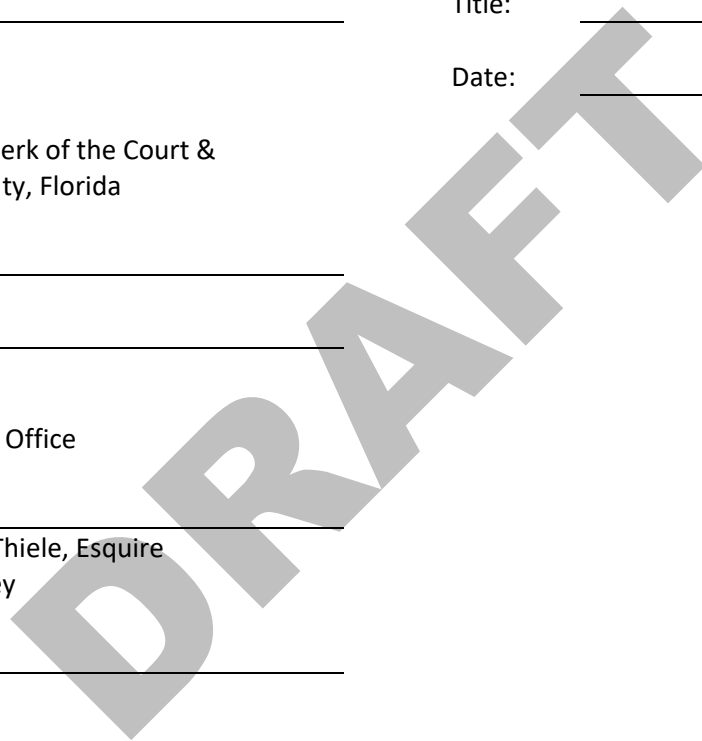 Title:
Date:
erk of the Court &
ty, Florida
Office
Thiele, Esquire
ey
DRAFT